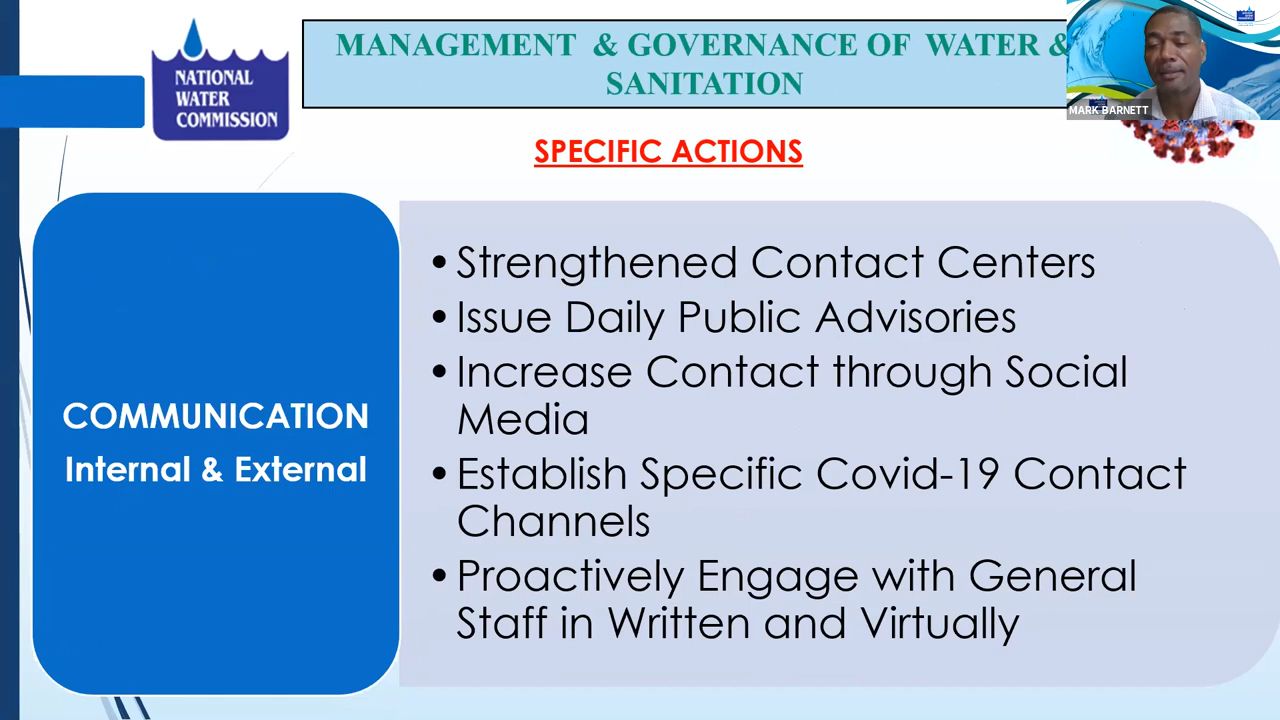 NATIONAL
WATER
COMMISSION
MANAGEMENT & GOVERNANCE OF WATER &
SANITATION
MARK BARNETT
SPECIFIC ACTIONS
COMMUNICATION
Internal & External
• Strengthened Contact Centers
• Issue Daily Public Advisories
• Increase Contact through Social
Media
• Establish Specific Covid-19 Contact
Channels
• Proactively Engage with General
Staff in Written and Virtually